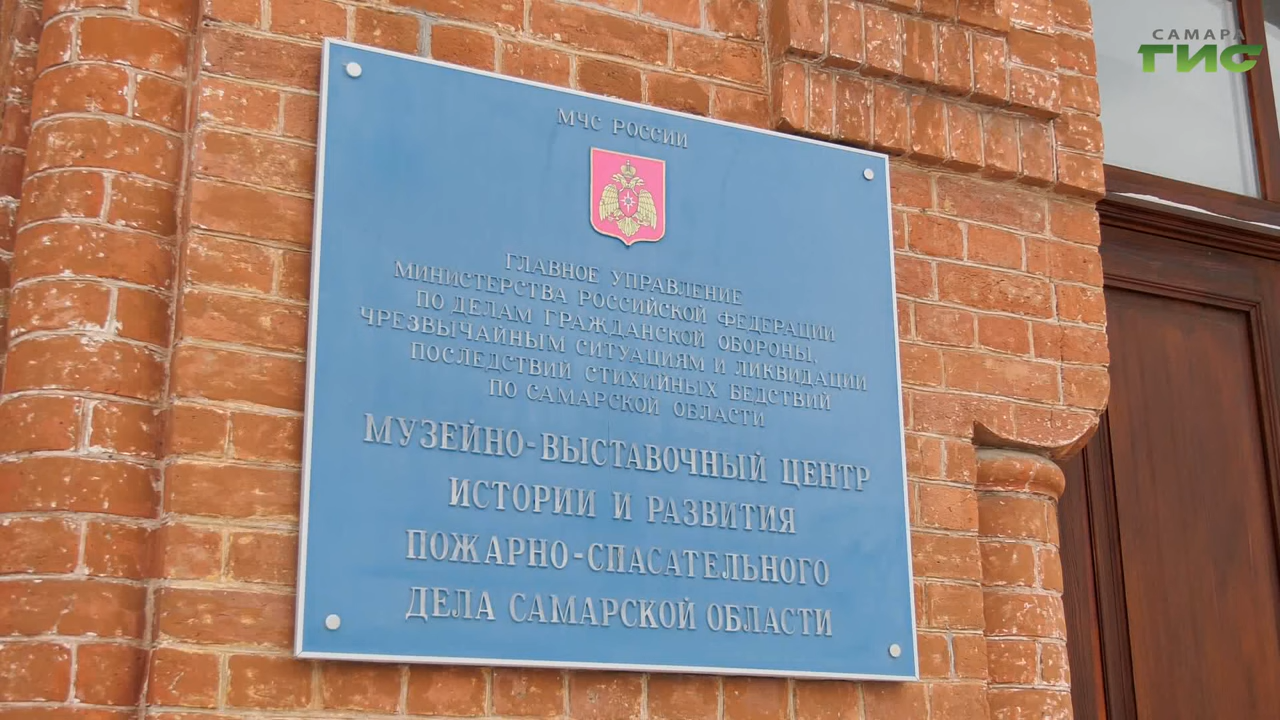 САМАРА
ГИС
МЧС РОССИИ
ГЛАВНОЕ УПРАВЛЕНИЕ
МИНИСТЕРСТВА РОССИЙСКОЙ ФЕДЕРАЦИИ
ПО ДЕЛАМ ГРАЖДАНСКОЙ ОБОРОНЫ,
ЧРЕЗВЫЧАЙНЫМ СИТУАЦИЯМ И ЛИКВИДАЦИИ
ПОСЛЕДСТВИЙ СТИХИЙНЫХ БЕДСТВИЙ
ПО САМАРСКОЙ ОБЛАСТИ
МУЗЕЙНО-ВЫСТАВОЧНЫЙ ЦЕНТР
ИСТОРИИ И РАЗВИТИЯ
ПОЖАРНО-СПАСАТЕЛЬНОГО
ДЕЛА САМАРСКОЙ ОБЛАСТИ